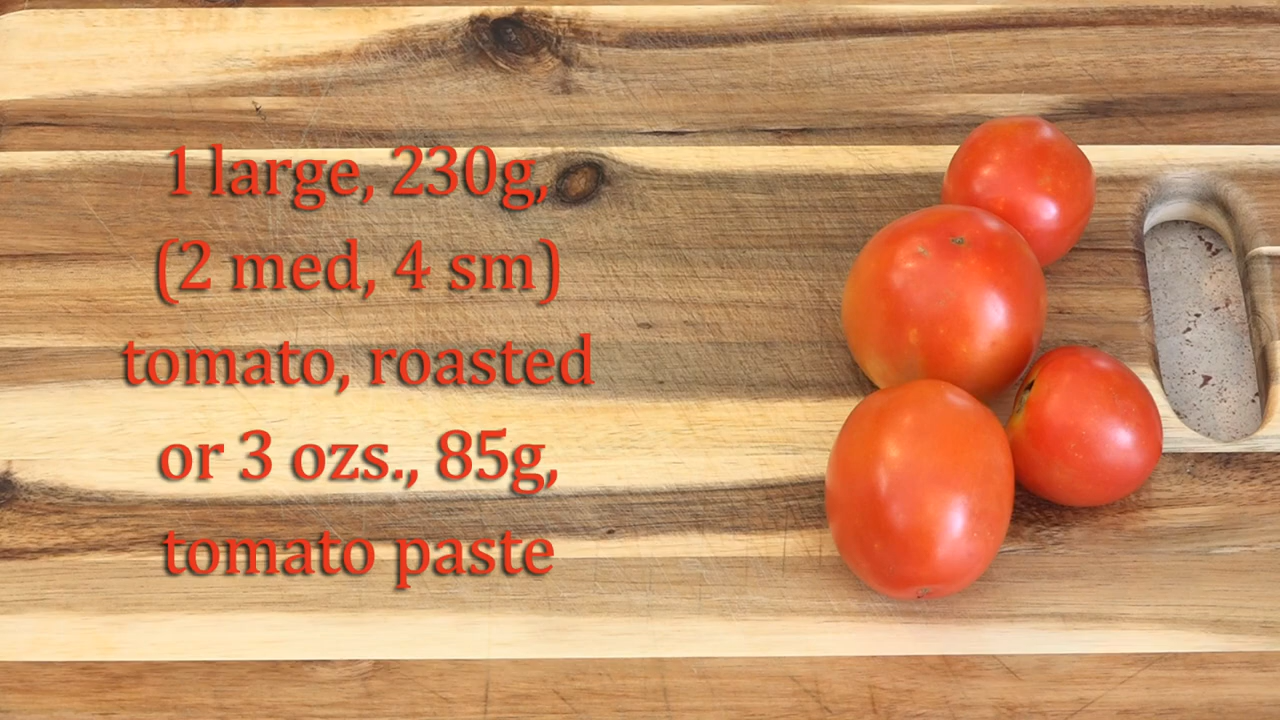 1 large, 230g,
(2 med, 4 sm)
tomato, roasted
or 3 ozs., 85g,
tomato paste